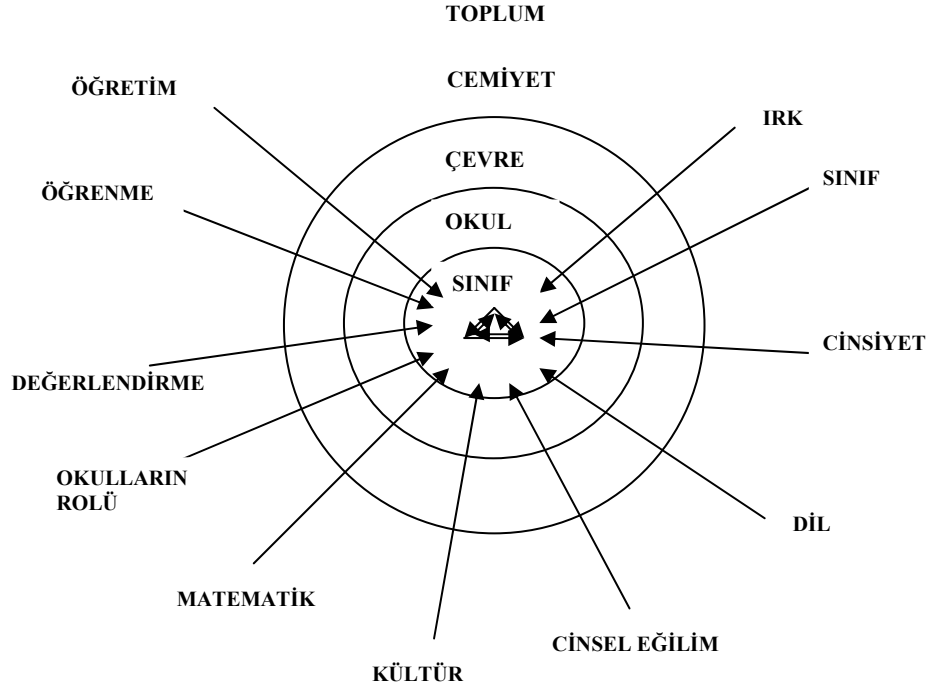 TOPLUM
CEMİYET
ÖĞRETİM
IRK
ÇEVRE
SINIF
ÖĞRENME
OKUL
SINIF
CİNSİYET
DEĞERLENDİRME
OKULLARIN
ROLÜ
DİL
MATEMATİK
CİNSEL EĞİLİM
KÜLTÜR